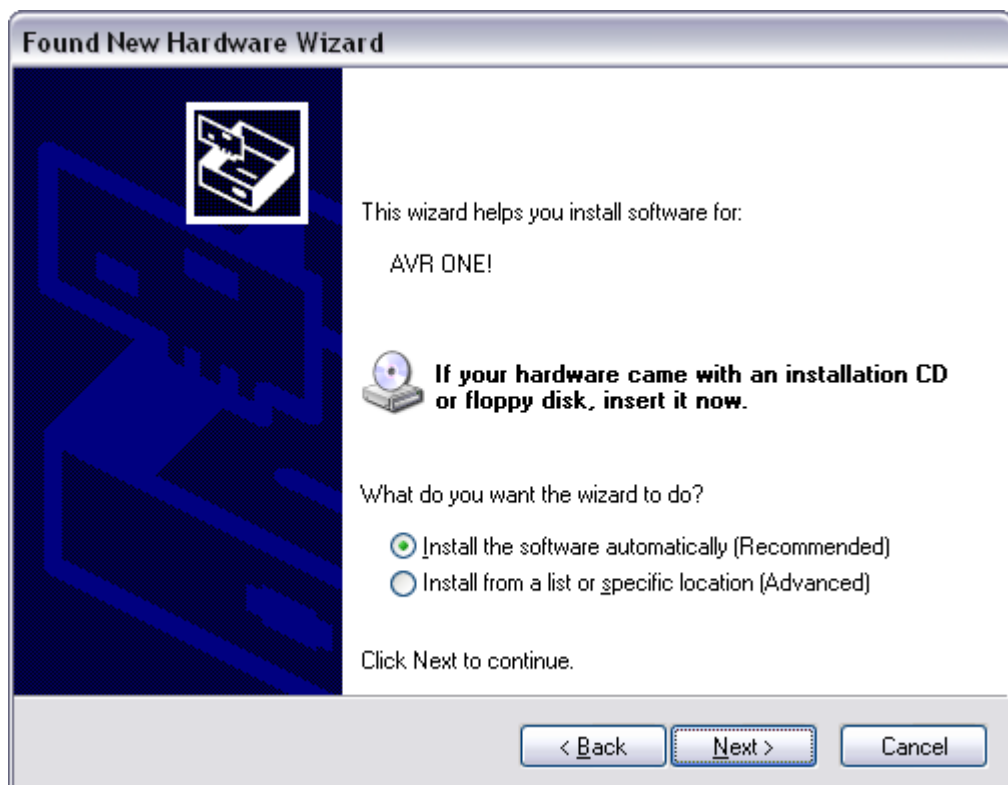 Found New Hardware Wizard
This wizard helps you install software for:
AVR ONE!
If your hardware came with an installation CD
or floppy disk, insert it now.
What do you want the wizard to do?
Install the software automatically (Recommended)
Install from a list or specific location (Advanced)
Click Next to continue.
< Back
Next >
Cancel